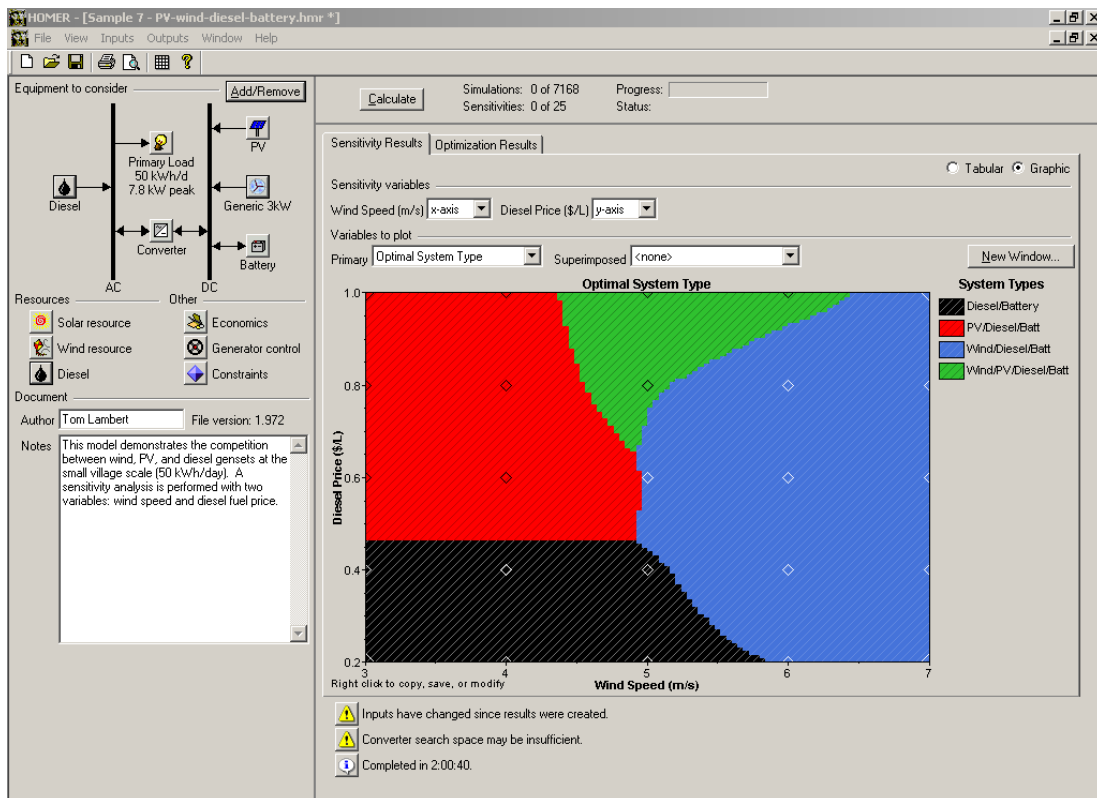 HOMER - [Sample 7 - PV-wind-diesel-battery.hmr *]
File View Inputs Outputs Window Help
Equipment to consider
Add/Remove
Primary Load
50 kWh/d
7.8 kW peak
PV
Diesel
Generic 3kW
Converter
Battery
AC DC
Resources Other
Solar resource Economics
Wind resource Generator control
Diesel Constraints
Document
Author Tom Lambert File version: 1.972
Notes
This model demonstrates the competition
between wind, PV, and diesel gensets at the
small village scale (50 kWh/day). A
sensitivity analysis is performed with two
variables: wind speed and diesel fuel price.
Calculate
Simulations: 0 of 7168 Progress:
Sensitivities: 0 of 25 Status:
Sensitivity Results Optimization Results
Tabular Graphic
Sensitivity variables
Wind Speed (m/s) x-axis Diesel Price ($/L) y-axis
Variables to plot
Primary Optimal System Type Superimposed <none> New Window...
Optimal System Type
System Types
Diesel/Battery
PV/Diesel/Batt
Wind/Diesel/Batt
Wind/PV/Diesel/Batt
1.0
0.8
0.6
0.4
0.2
Diesel Price ($/L)
3 4 5 6 7
Right click to copy, save, or modify
Wind Speed (m/s)
Inputs have changed since results were created.
Converter search space may be insufficient.
Completed in 2:00:40.